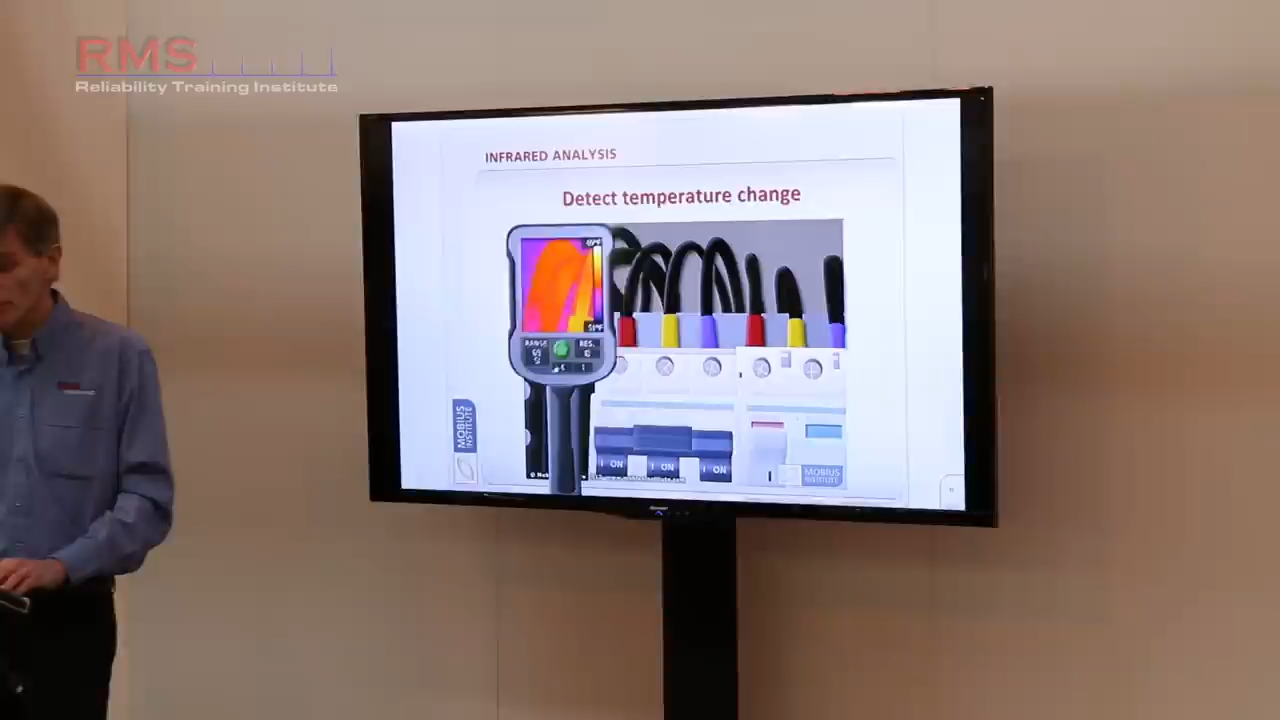 RMS
Reliability Training Institute
INFRARED ANALYSIS
Detect temperature change
RANGE
RES.
MOBIUS
INSTITUTE
I ON
I ON
I ON
MOBIUS
INSTITUTE